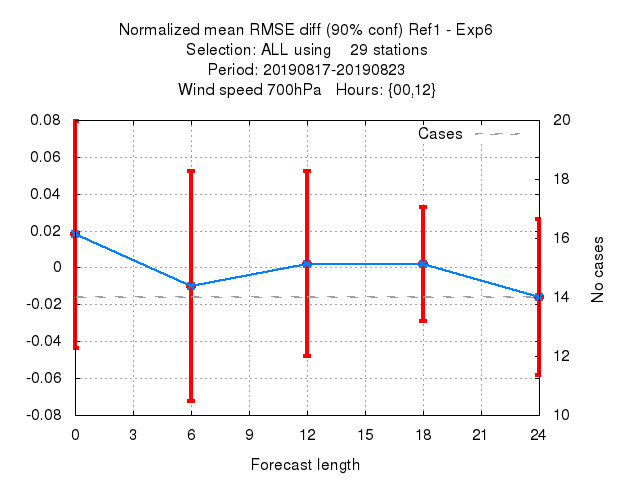 Normalized mean RMSE diff (90% conf) Ref1 - Exp6
Selection: ALL using    29 stations
Period: 20190817-20190823
Wind speed 700hPa   Hours: {00,12}
Cases
0.08
0.06
0.04
0.02
0
-0.02
-0.04
-0.06
-0.08
20
18
16
14
12
10
No cases
0 3 6 9 12 15 18 21 24
Forecast length